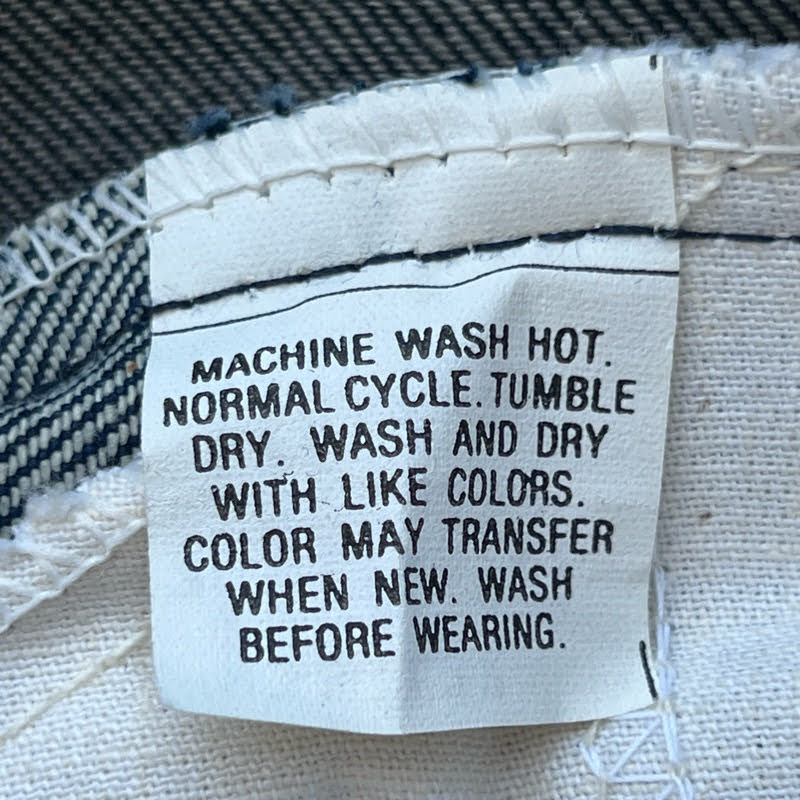 MACHINE WASH HOT.
NORMAL CYCLE. TUMBLE
DRY. WASH AND DRY
WITH LIKE COLORS.
COLOR MAY TRANSFER
WHEN NEW. WASH
BEFORE WEARING.